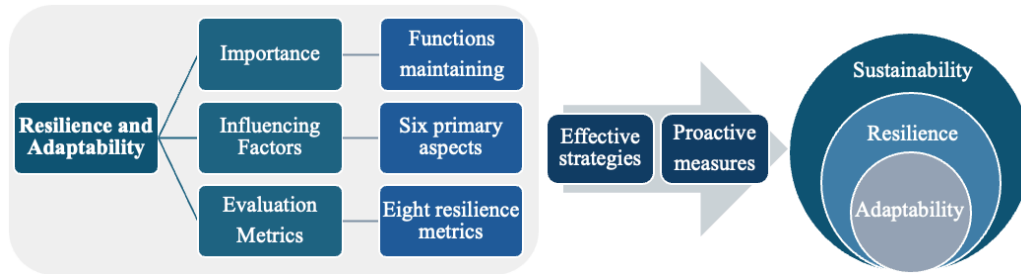 Resilience and
Adaptability
Importance
Functions
maintaining
Influencing
Factors
Six primary
aspects
Evaluation
Metrics
Eight resilience
metrics
Effective
strategies
Proactive
measures
Sustainability
Resilience
Adaptability